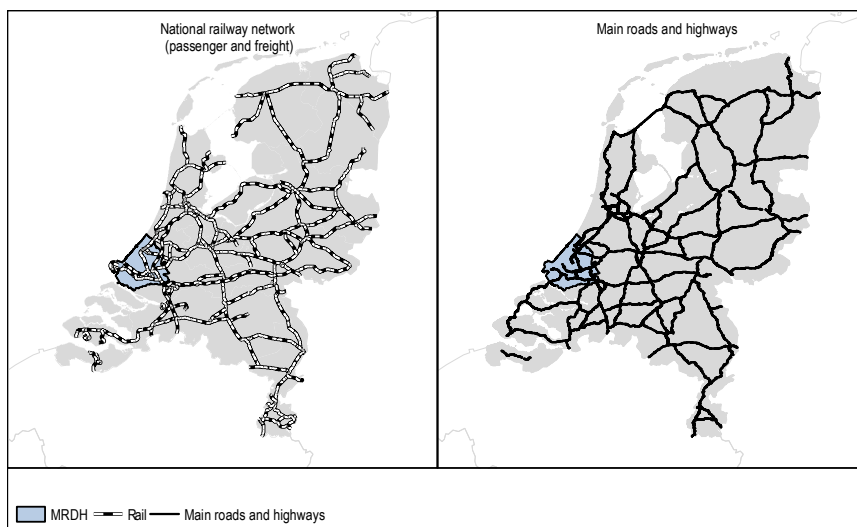 National railway network
(passenger and freight)
Main roads and highways
MRDH Rail Main roads and highways